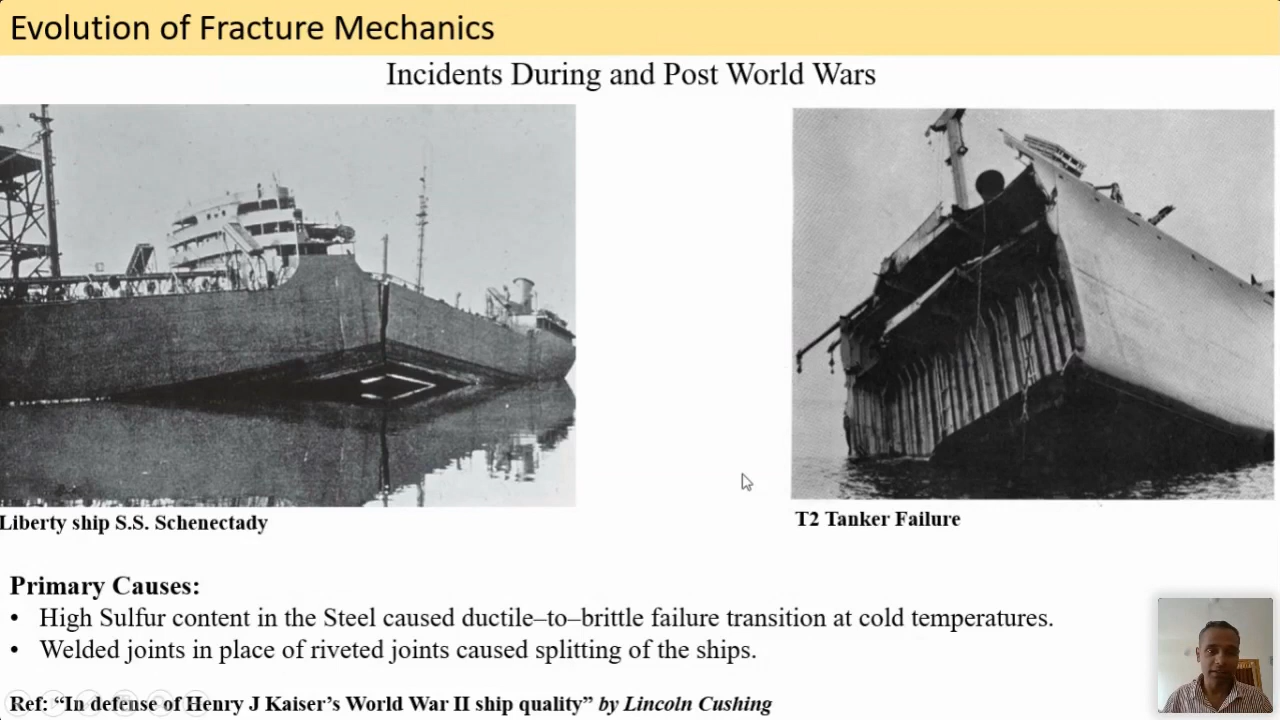 Evolution of Fracture Mechanics
Incidents During and Post World Wars
Liberty ship S.S. Schenectady
T2 Tanker Failure
Primary Causes:
• High Sulfur content in the Steel caused ductile–to–brittle failure transition at cold temperatures.
• Welded joints in place of riveted joints caused splitting of the ships.
Ref: “In defense of Henry J Kaiser’s World War II ship quality” by Lincoln Cushing